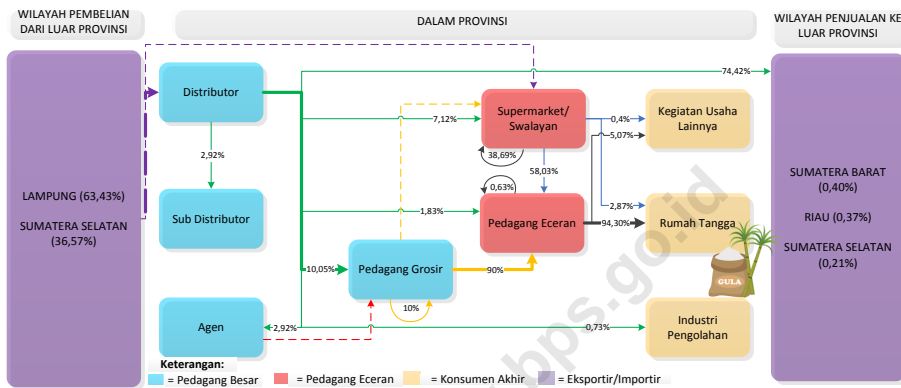 WILAYAH PEMBELIAN
DARI LUAR PROVINSI
DALAM PROVINSI
WILAYAH PENJUALAN KE
LUAR PROVINSI
74,42%
Distributor
Supermarket/
Swalayan
Kegiatan Usaha
Lainnya
7,12%
0,4%
5,07%
2,92%
38,69%
58,03%
0,63%
LAMPUNG (63,43%)
SUMATERA SELATAN
(36,57%)
Sub Distributor
1,83%
Pedagang Eceran
2,87%
94,30%
Rumah Tangga
SUMATERA BARAT
(0,40%)
RIAU (0,37%)
SUMATERA SELATAN
(0,21%)
10,05%
Pedagang Grosir
90%
GULA
10%
Agen
2,92%
0,73%
Industri
Pengolahan
Keterangan:
= Pedagang Besar
= Pedagang Eceran
= Konsumen Akhir
= Eksportir/Importir
bps.go.id